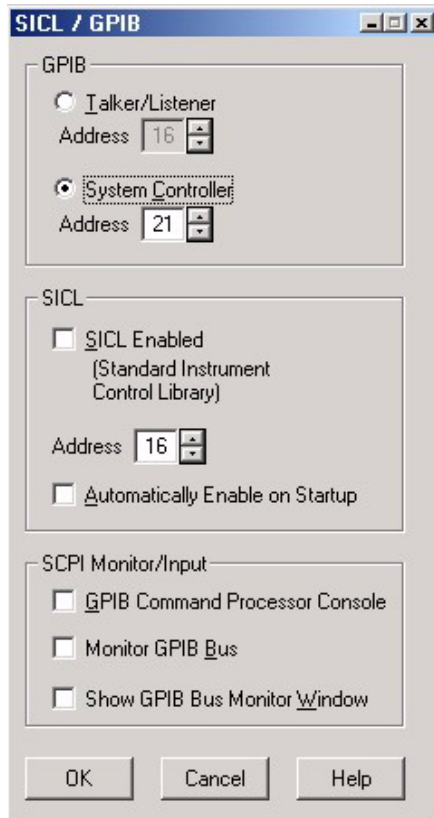 SICL / GPIB
GPIB
Talker/Listener
Address 16
System Controller
Address 21
SICL
SICL Enabled
(Standard Instrument
Control Library)
Address 16
Automatically Enable on Startup
SCPI Monitor/Input
GPIB Command Processor Console
Monitor GPIB Bus
Show GPIB Bus Monitor Window
OK Cancel Help